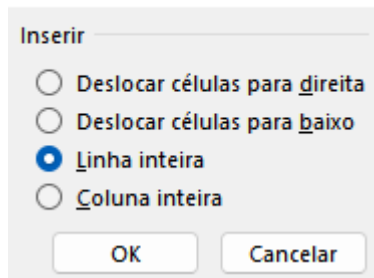 Inserir
Deslocar células para direita
Deslocar células para baixo
Linha inteira
Coluna inteira
OK Cancelar